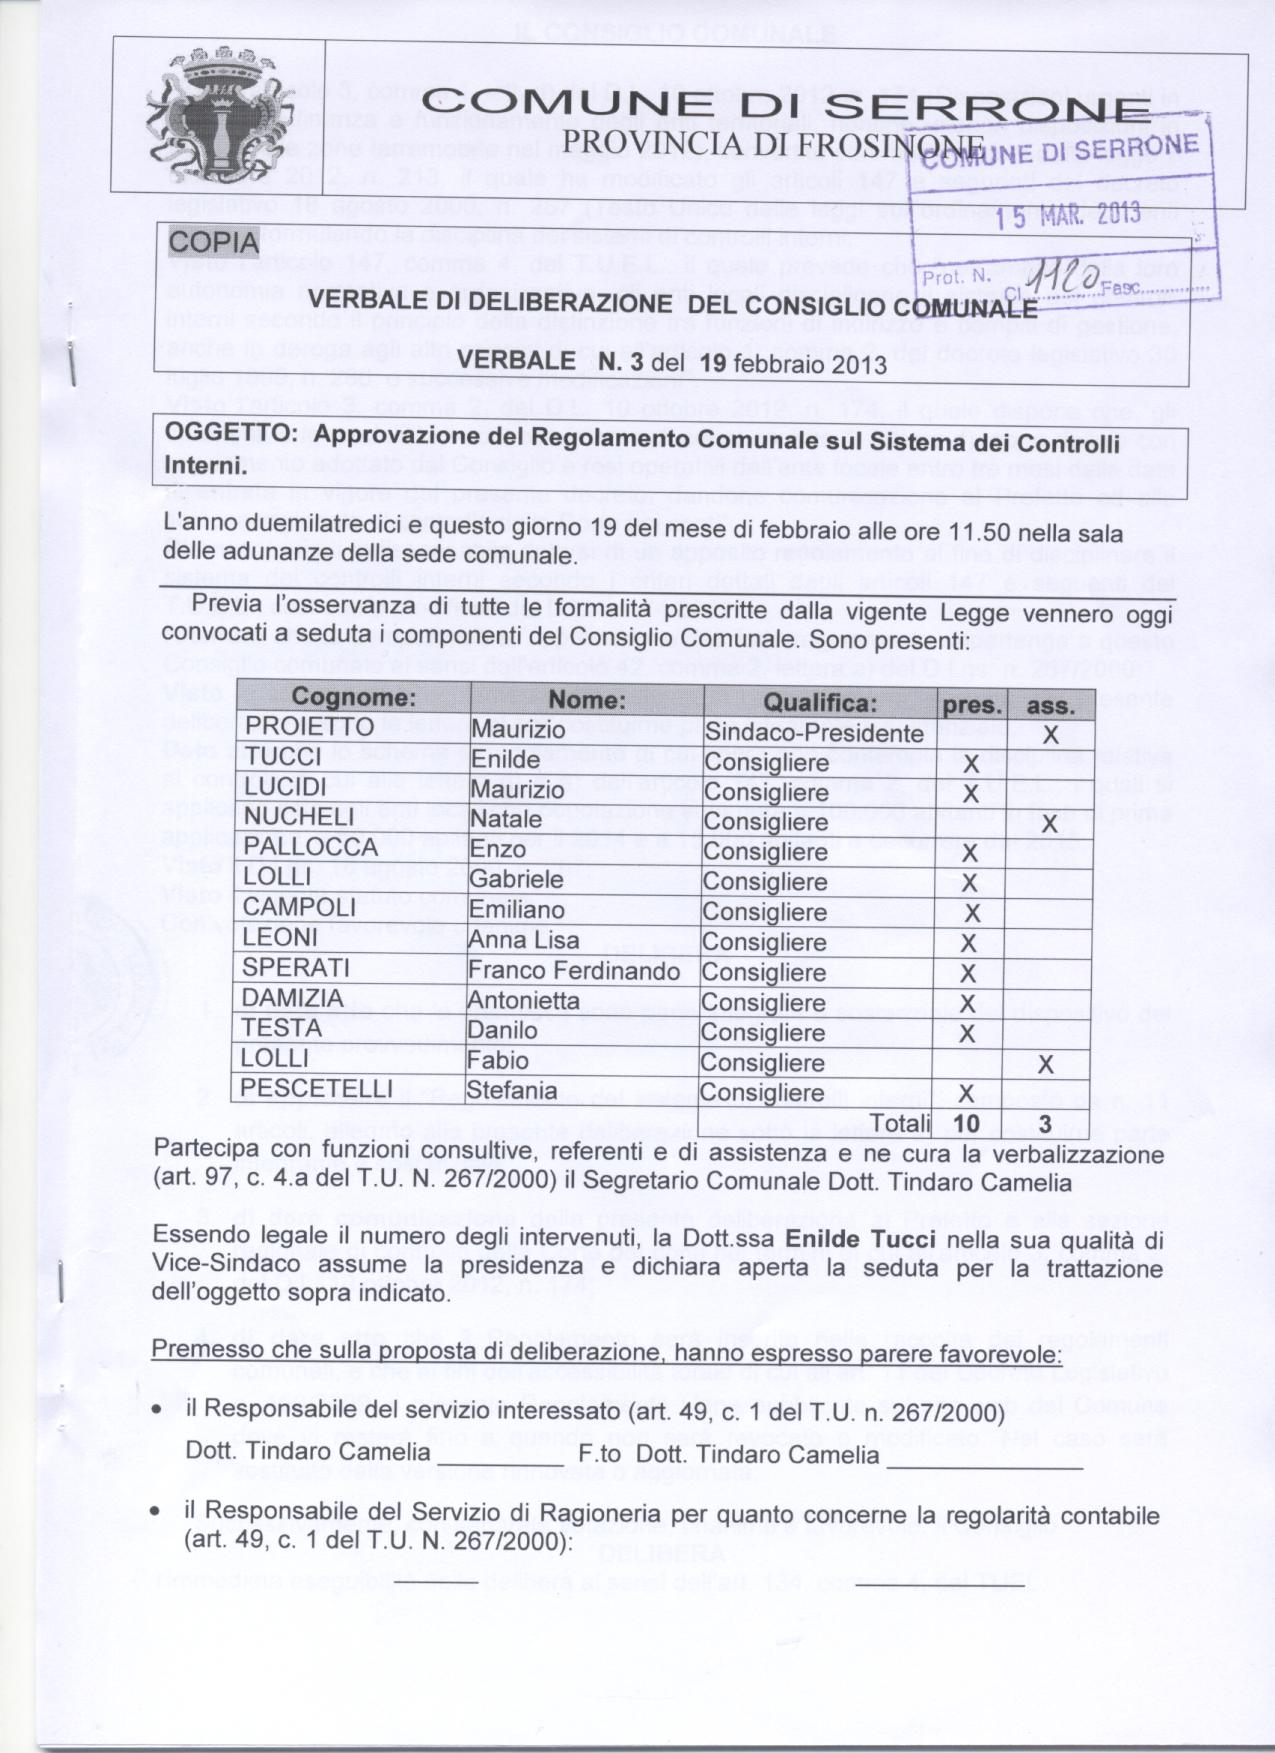 COMUNE DI SERRONE
PROVINCIA DI FROSINONE
COMUNE DI SERRONE
15 MAR. 2013
Prot. N. 1120
Cl. Fasc.
COPIA
VERBALE DI DELIBERAZIONE DEL CONSIGLIO COMUNALE
VERBALE N. 3 del 19 febbraio 2013
OGGETTO: Approvazione del Regolamento Comunale sul Sistema dei Controlli
Interni.
L'anno duemilatredici e questo giorno 19 del mese di febbraio alle ore 11.50 nella sala
delle adunanze della sede comunale.
Previa l'osservanza di tutte le formalità prescritte dalla vigente Legge vennero oggi
convocati a seduta i componenti del Consiglio Comunale. Sono presenti:
Cognome: Nome: Qualifica: pres. ass.
PROIETTO Maurizio Sindaco-Presidente X
TUCCI Enilde Consigliere X
LUCIDI Maurizio Consigliere X
NUCHEL Natale Consigliere X
PALLOCCA Enzo Consigliere X
LOLLI Gabriele Consigliere X
CAMPOLI Emiliano Consigliere X
LEONI Anna Lisa Consigliere X
SPERATI Franco Ferdinando Consigliere X
DAMIZIA Antonietta Consigliere X
TESTA Danilo Consigliere X
LOLLI Fabio Consigliere X
PESCETELLI Stefania Consigliere X
Totali 10 3
Partecipa con funzioni consultive, referenti e di assistenza e ne cura la verbalizzazione
(art. 97, c. 4.a del T.U. N. 267/2000) il Segretario Comunale Dott. Tindaro Camelia
Essendo legale il numero degli intervenuti, la Dott.ssa Enilde Tucci nella sua qualità di
Vice-Sindaco assume la presidenza e dichiara aperta la seduta per la trattazione
dell'oggetto sopra indicato.
Premesso che sulla proposta di deliberazione, hanno espresso parere favorevole:
• il Responsabile del servizio interessato (art. 49, c. 1 del T.U. n. 267/2000)
Dott. Tindaro Camelia _________ F.to Dott. Tindaro Camelia ______________
• il Responsabile del Servizio di Ragioneria per quanto concerne la regolarità contabile
(art. 49, c. 1 del T.U. N. 267/2000):